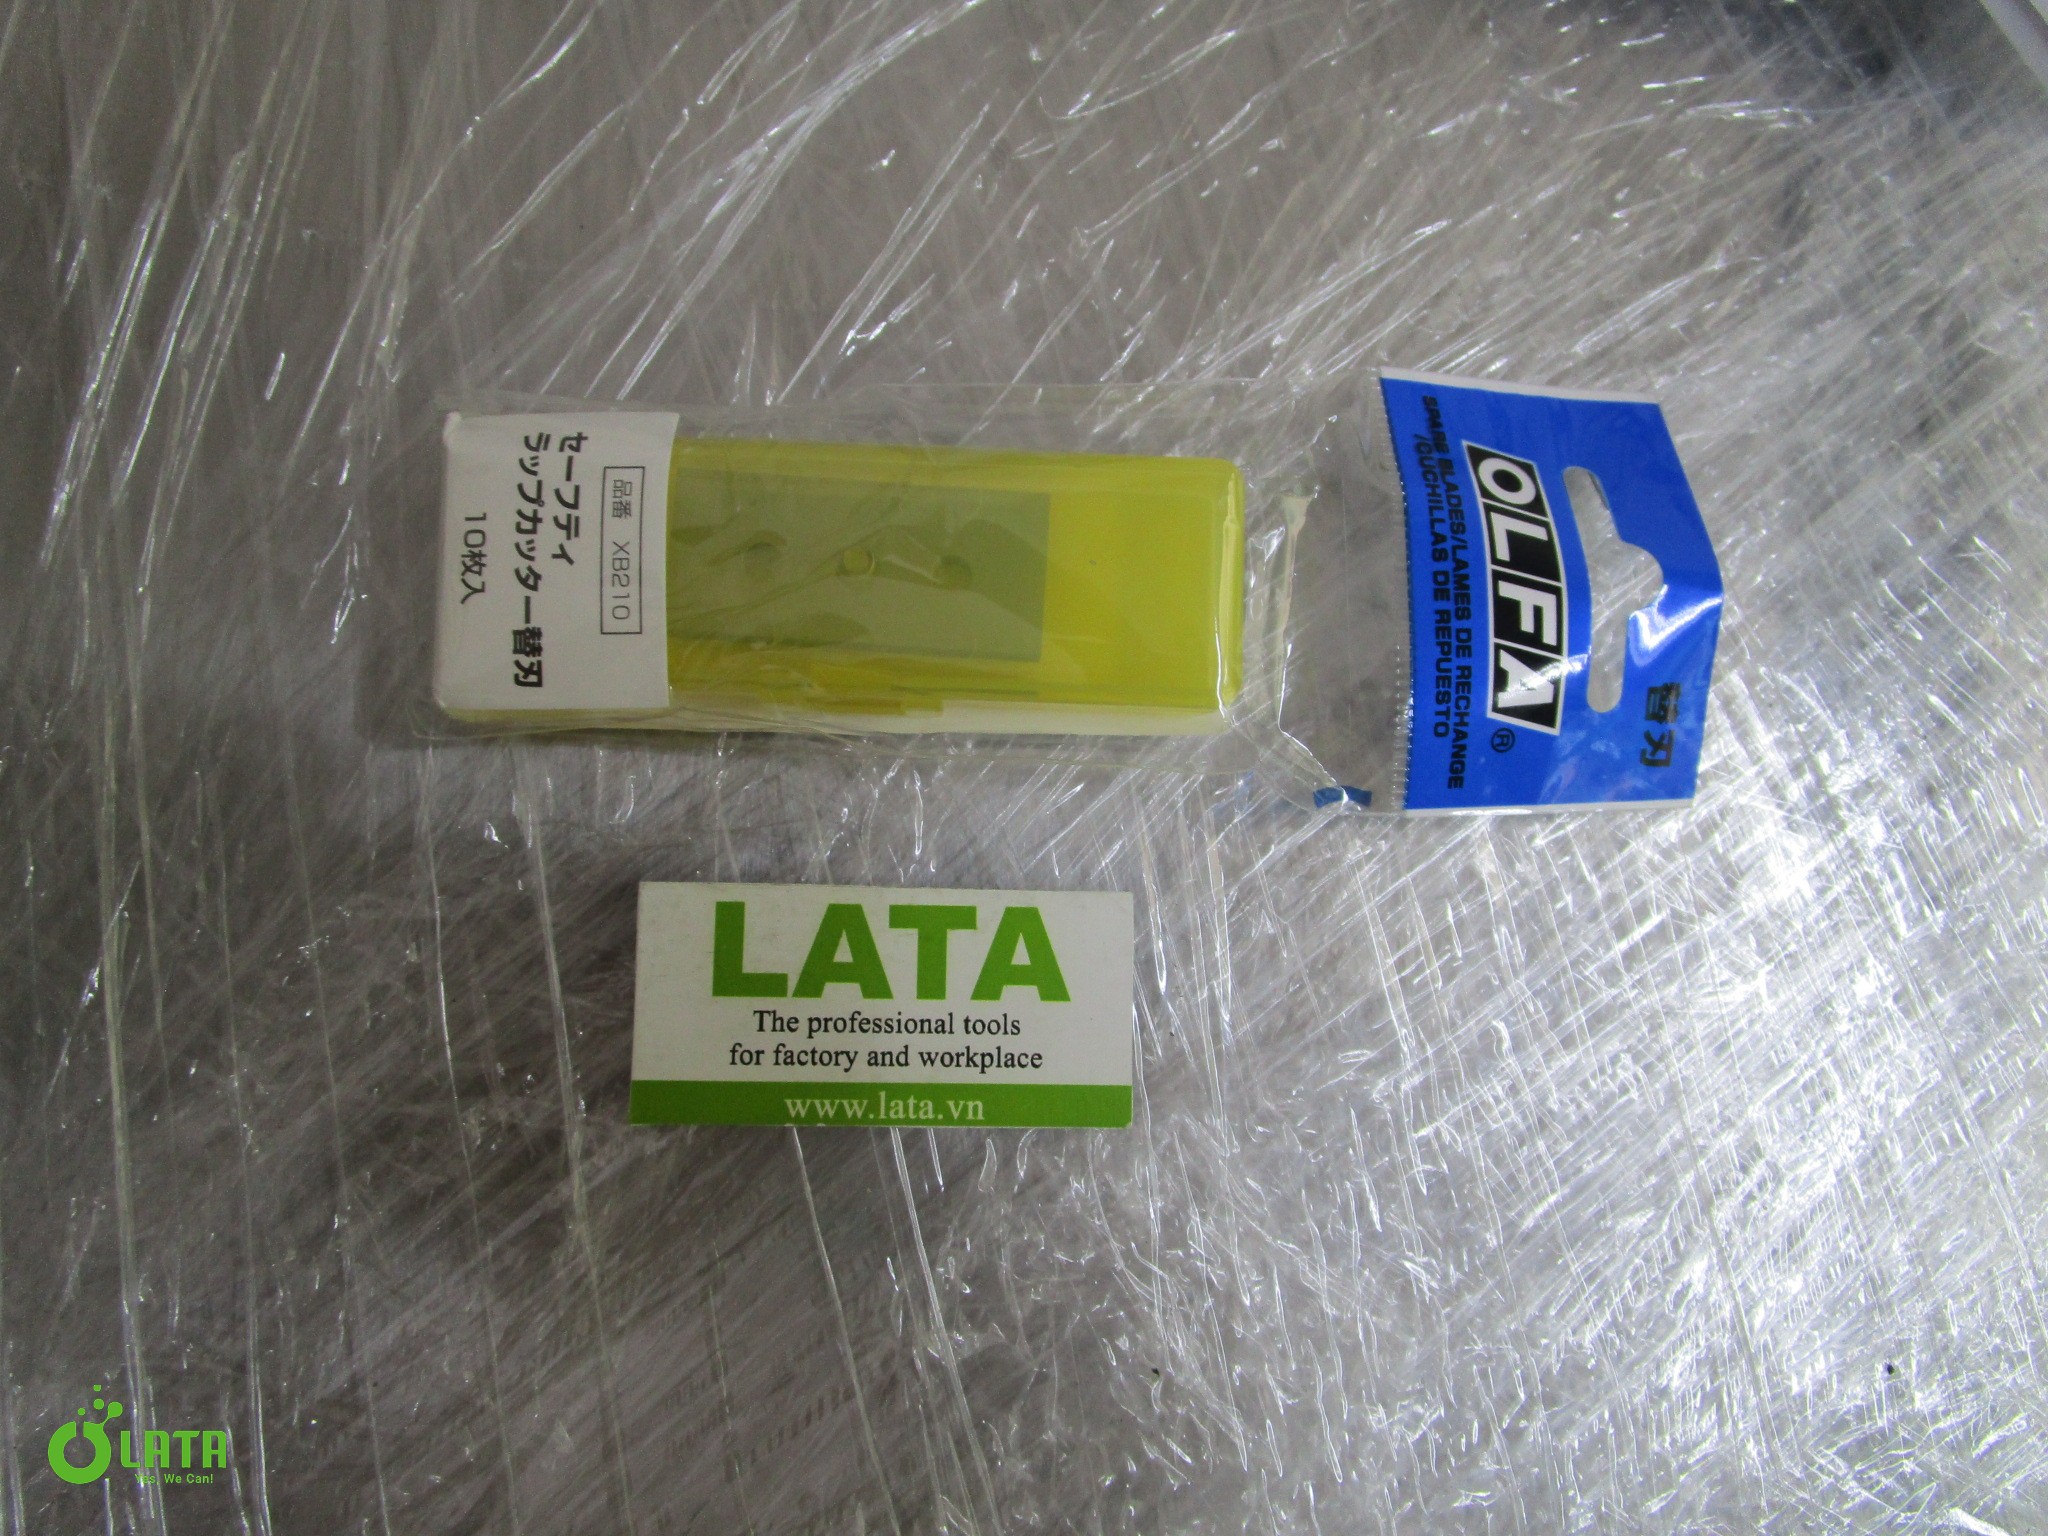 セーフティ
ラップカッター替刃
10枚入
品番 XB210
替刃
OLFA®
SPARE BLADES/LAMES DE RECHANGE
/CUCHILLAS DE REPUESTO
LATA
The professional tools
for factory and workplace
www.lata.vn
LATA
Yes, We Can!